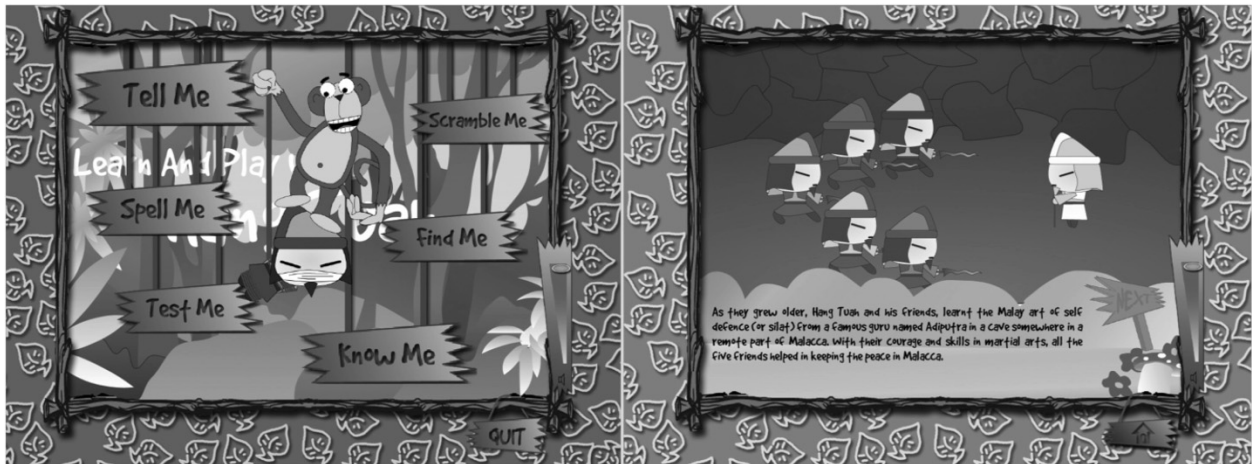 Tell Me
Scramble Me
Learn And Play
Spell Me
Find Me
Test Me
Know Me
QUIT
NEXT
As they grew older, Hang Tuah and his friends, learnt the Malay art of self
defence (or silat) from a famous guru named Adiputra in a cave somewhere in a
remote part of Malacca. With their courage and skills in martial arts, all the
five friends helped in keeping the peace in Malacca.